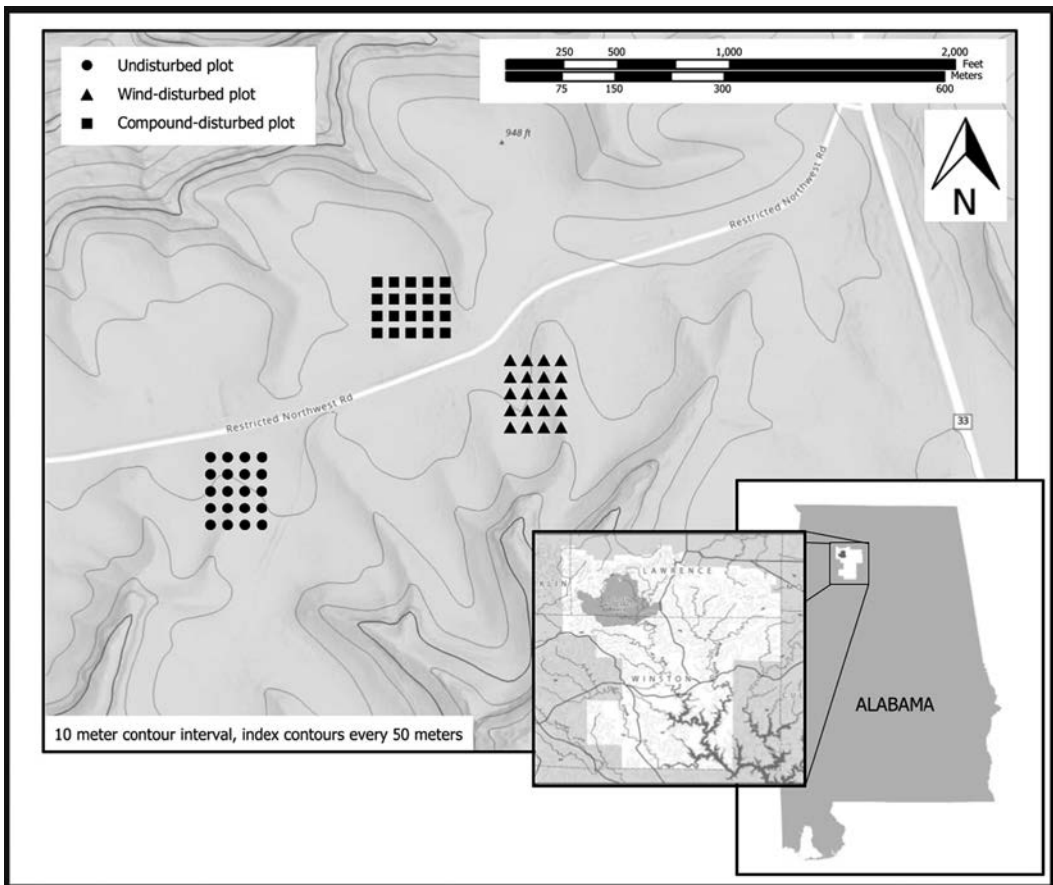 Undisturbed plot
Wind-disturbed plot
Compound-disturbed plot
250 500 1,000 2,000
Feet
Meters
75 150 300 600
948 ft
N
Restricted Northwest Rd
Restricted Northwest Rd
33
10 meter contour interval, index contours every 50 meters
LAWRENCE
KLIN
WINSTON
ALABAMA